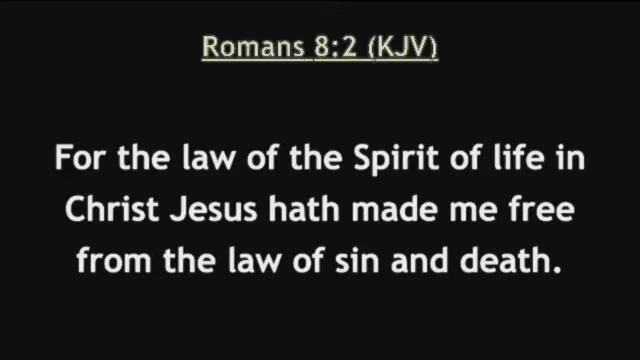 Romans 8:2 (KJV)
For the law of the Spirit of life in
Christ Jesus hath made me free
from the law of sin and death.